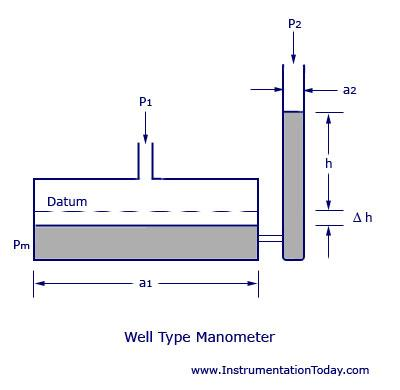 P2
a2
P1
h
Datum
Δ h
Pm
a1
Well Type Manometer
www.InstrumentationToday.com